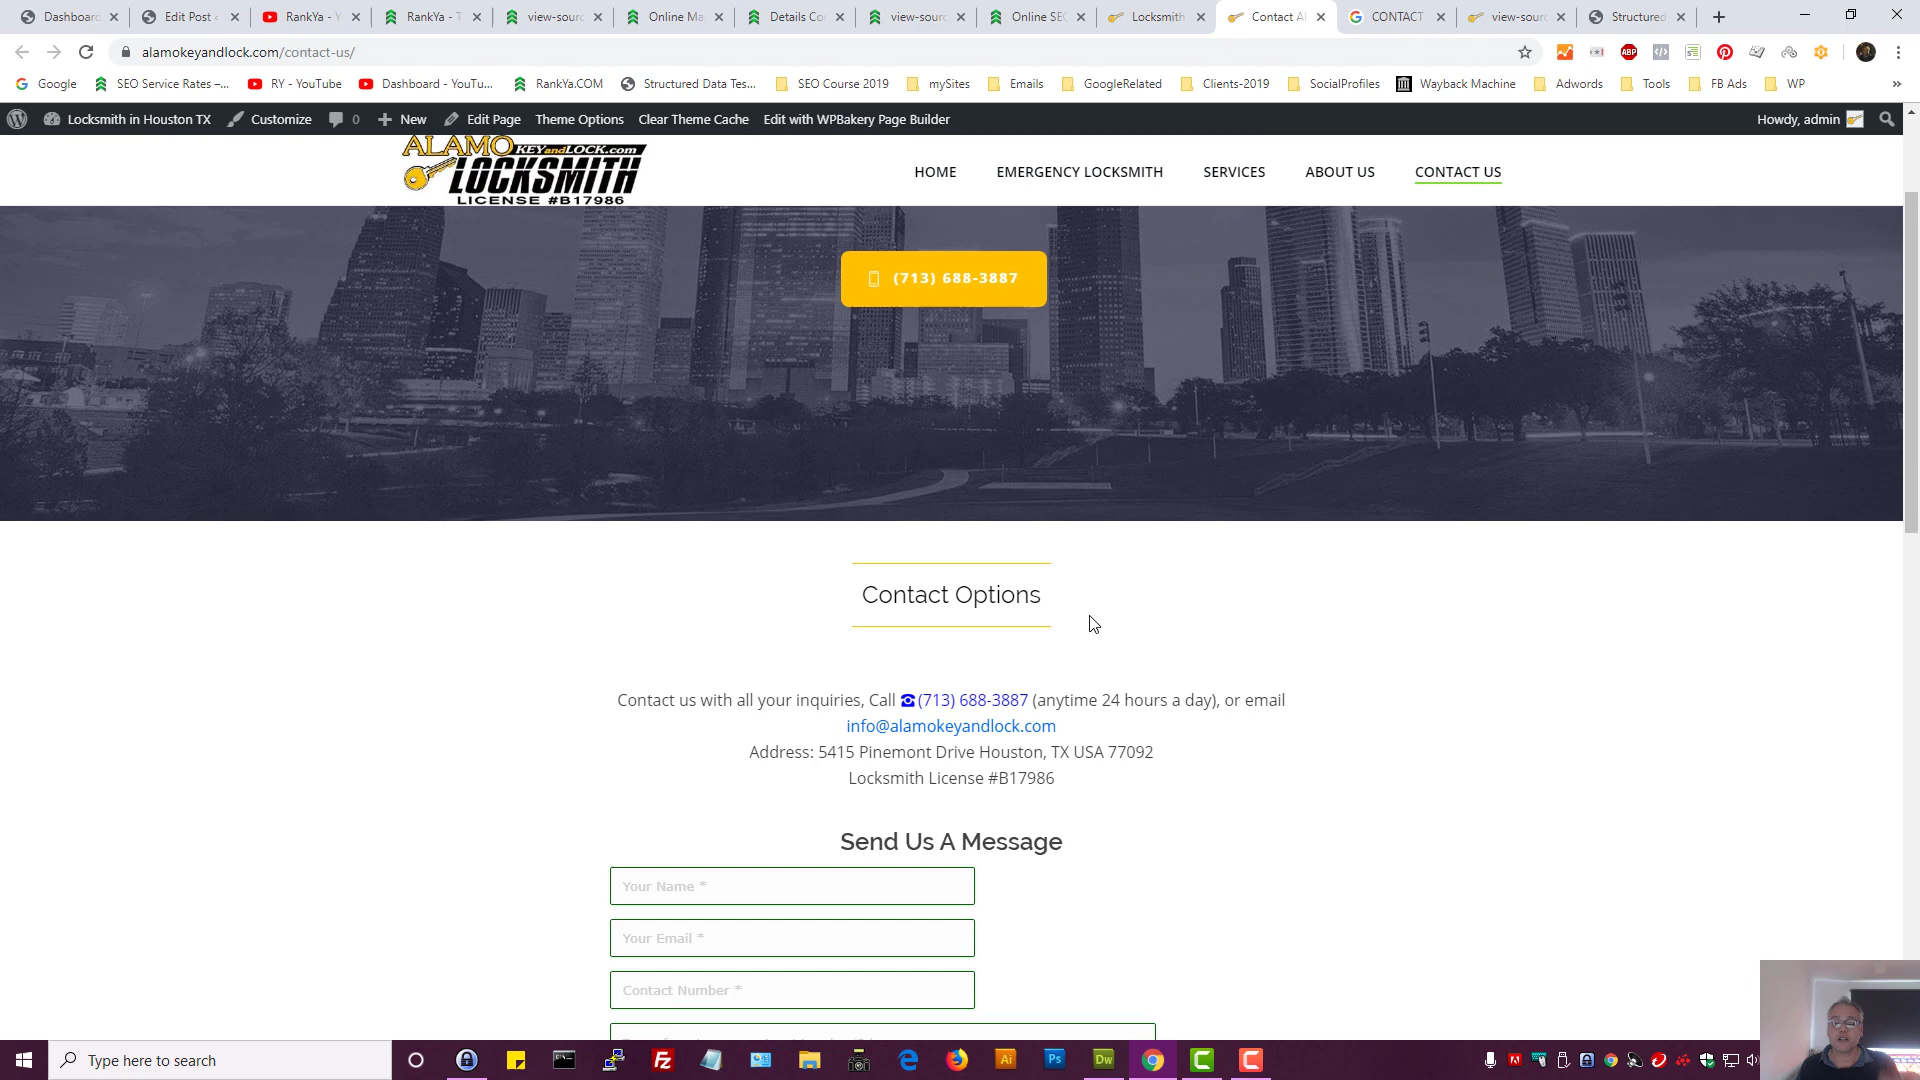 Dashboard
Edit Post
RankYa - Y
RankYa - T
view-sourc
Online Ma
Details Co
view-sourc
Online SEO
Locksmith
Contact Al
CONTACT
view-sourc
Structured
alamokeyandlock.com/contact-us/
ABP
Google
SEO Service Rates –...
RY - YouTube
Dashboard - YouTu...
RankYa.COM
Structured Data Tes...
SEO Course 2019
mySites
Emails
GoogleRelated
Clients-2019
SocialProfiles
Wayback Machine
Adwords
Tools
FB Ads
WP
»
Locksmith in Houston TX
Customize
0
New
Edit Page
Theme Options
Clear Theme Cache
Edit with WPBakery Page Builder
Howdy, admin
ALAMO KEYandLOCK.com
LOCKSMITH
LICENSE #B17986
HOME
EMERGENCY LOCKSMITH
SERVICES
ABOUT US
CONTACT US
(713) 688-3887
Contact Options
Contact us with all your inquiries, Call ☎(713) 688-3887 (anytime 24 hours a day), or email
info@alamokeyandlock.com
Address: 5415 Pinemont Drive Houston, TX USA 77092
Locksmith License #B17986
Send Us A Message
Your Name *
Your Email *
Contact Number *
Type here to search
Fz
Ai
Ps
Dw